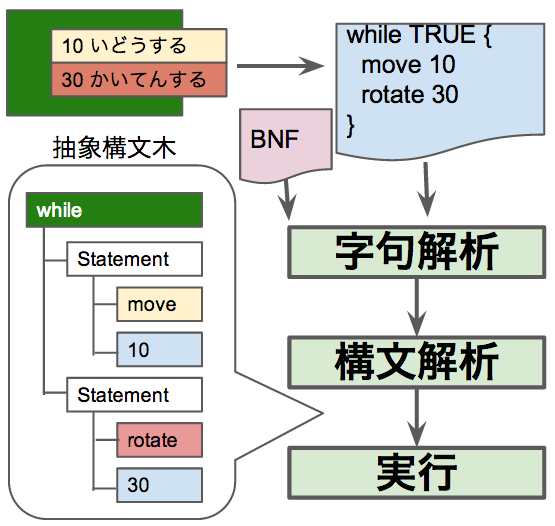 10 いどうする
30 かいてんする
while TRUE {
move 10
rotate 30
}
BNF
抽象構文木
while
Statement
move
10
Statement
rotate
30
字句解析
構文解析
実行